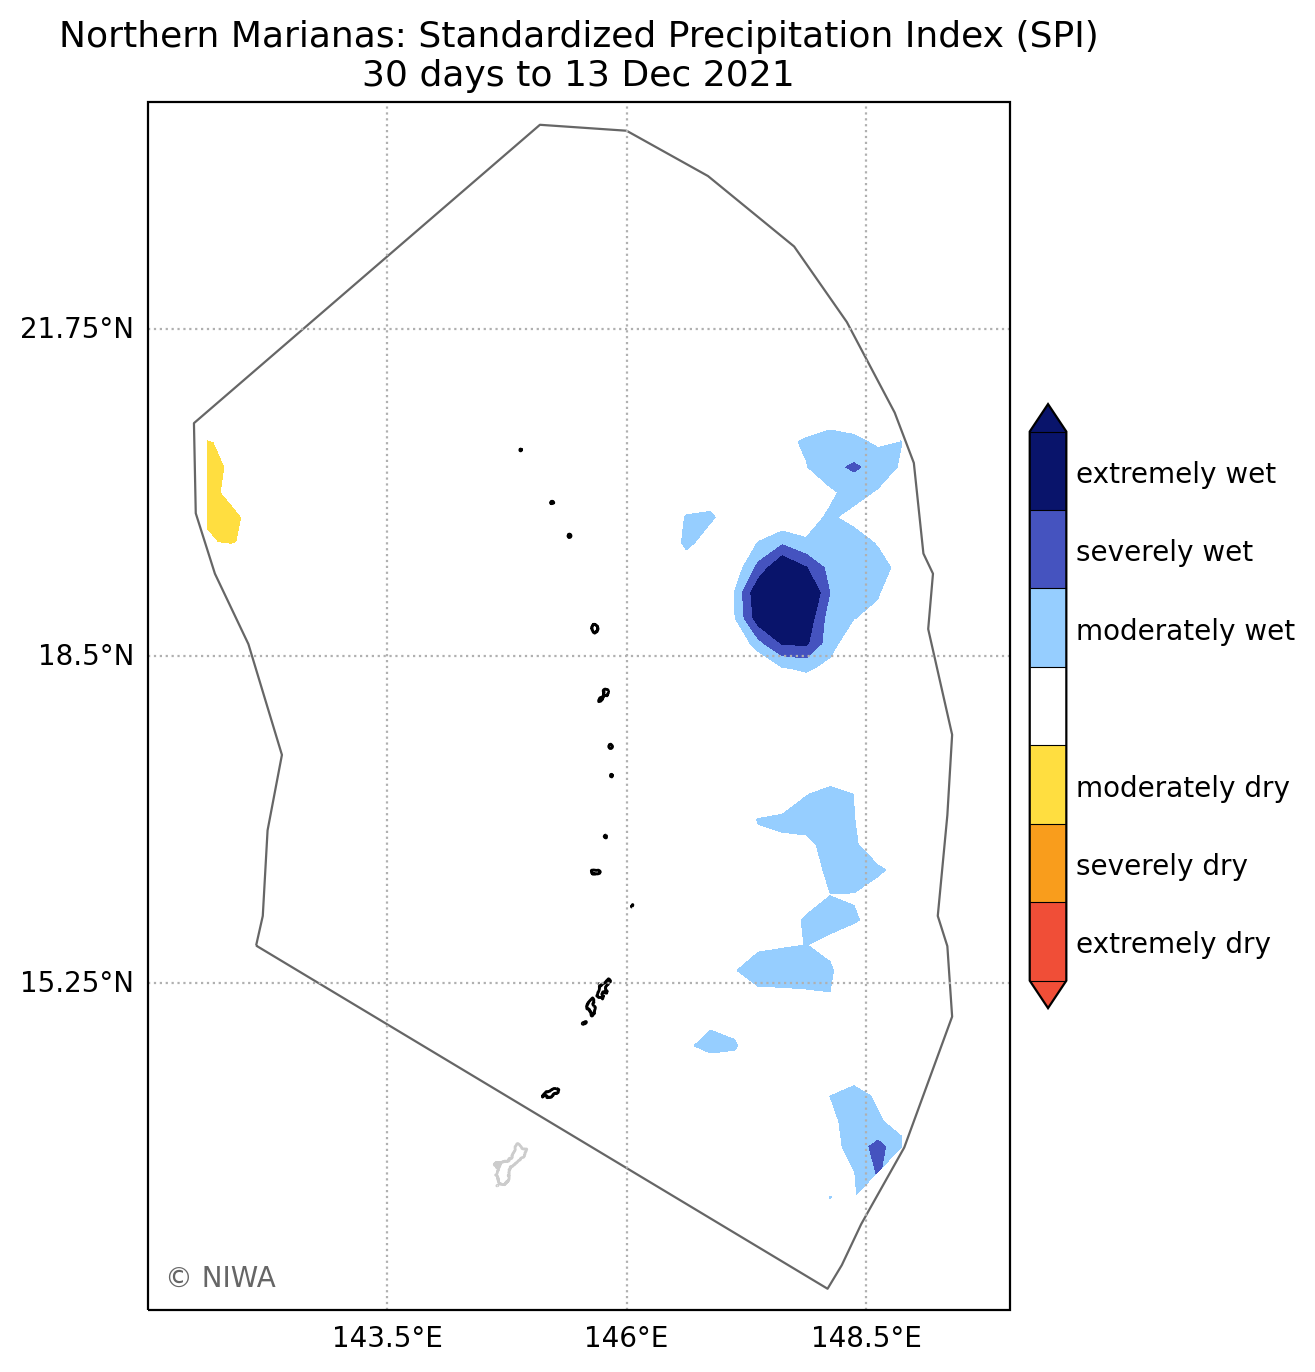 Northern Marianas: Standardized Precipitation Index (SPI)
30 days to 13 Dec 2021
21.75°N
18.5°N
15.25°N
143.5°E
146°E
148.5°E
extremely wet
severely wet
moderately wet
moderately dry
severely dry
extremely dry
© NIWA